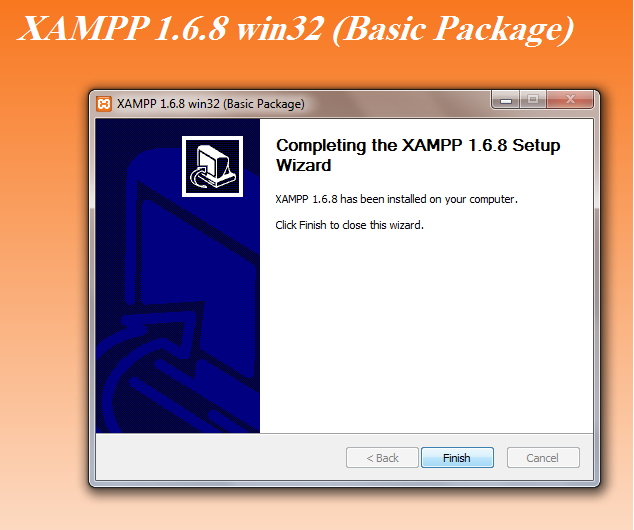 XAMPP 1.6.8 win32 (Basic Package)
XAMPP 1.6.8 win32 (Basic Package)
Completing the XAMPP 1.6.8 Setup
Wizard
XAMPP 1.6.8 has been installed on your computer.
Click Finish to close this wizard.
< Back
Finish
Cancel